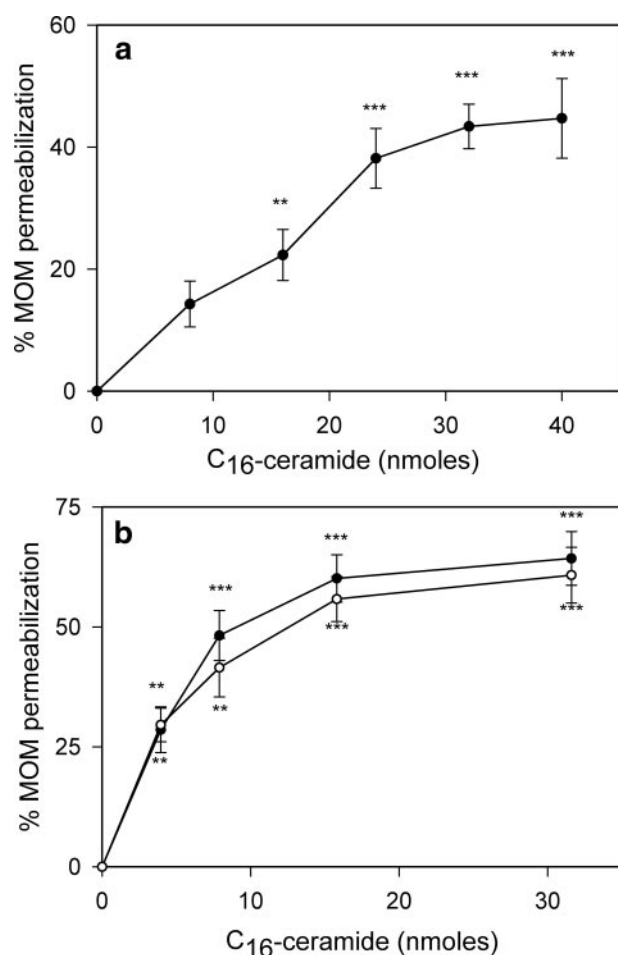 a
60
40
20
0
% MOM permeabilization
** *** *** ***
0 10 20 30 40
C16-ceramide (nmoles)
b
75
50
25
0
% MOM permeabilization
** *** *** ***
** ** *** ***
0 10 20 30
C16-ceramide (nmoles)